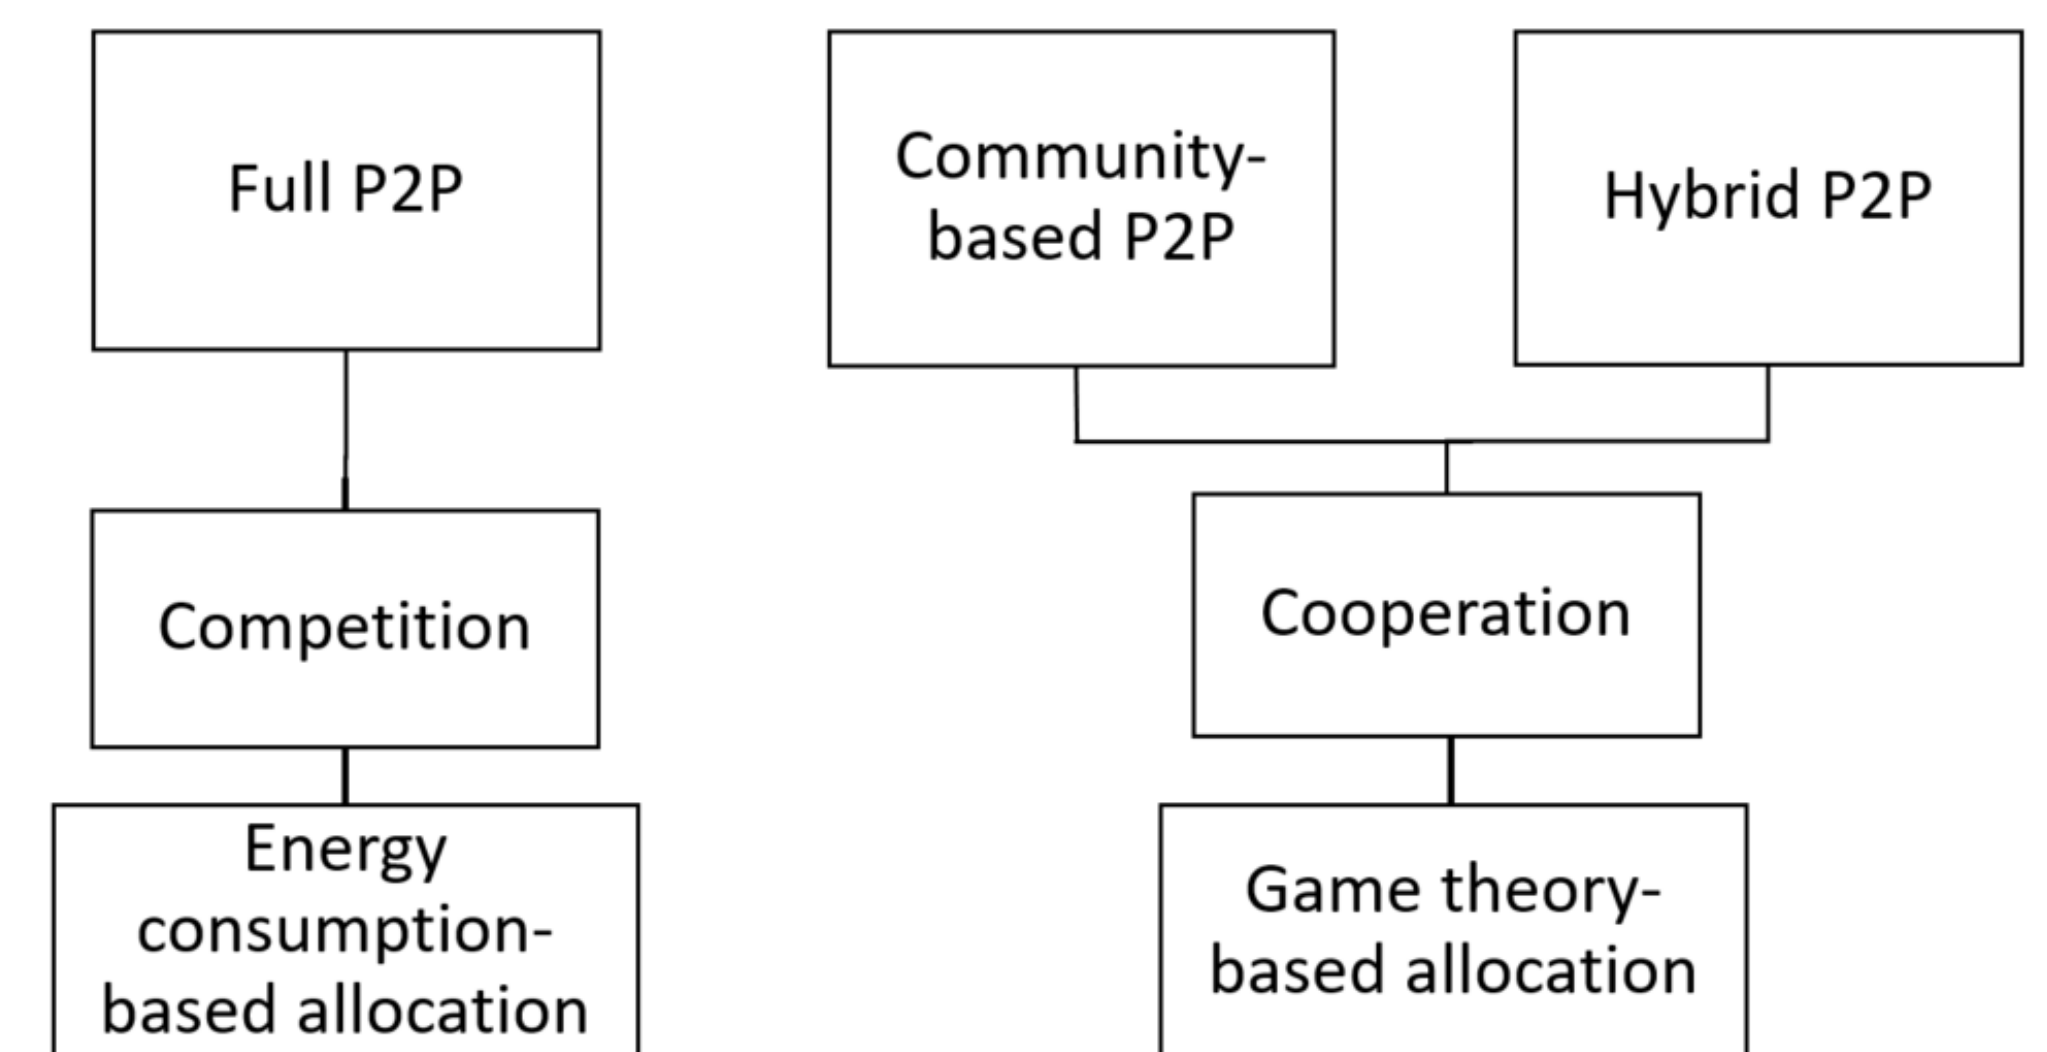 Full P2P
Community-
based P2P
Hybrid P2P
Competition
Cooperation
Energy
consumption-
based allocation
Game theory-
based allocation